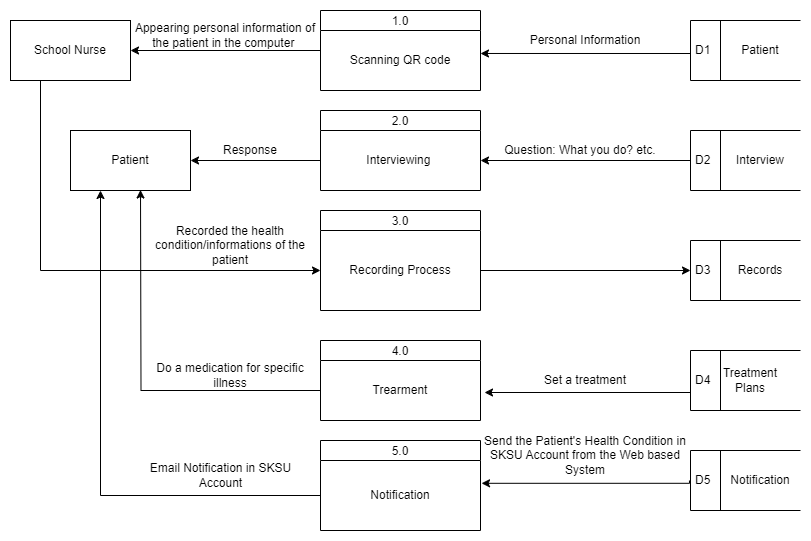 Appearing personal information of
the patient in the computer
1.0
School Nurse
Scanning QR code
Personal Information
D1
Patient
2.0
Patient
Response
Interviewing
Question: What you do? etc.
D2
Interview
3.0
Recorded the health
condition/informations of the
patient
Recording Process
D3
Records
4.0
Do a medication for specific
illness
Trearment
Set a treatment
D4
Treatment
Plans
5.0
Email Notification in SKSU
Account
Notification
Send the Patient's Health Condition in
SKSU Account from the Web based
System
D5
Notification